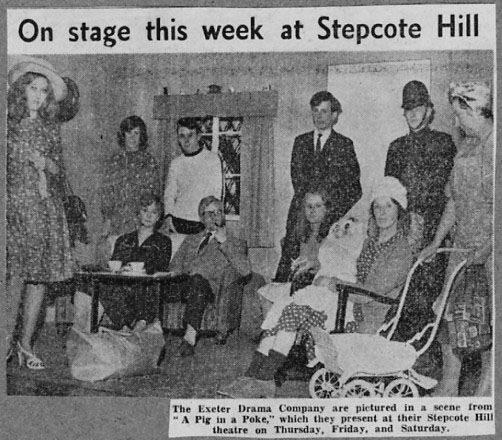 On stage this week at Stepcote Hill
The Exeter Drama Company are pictured in a scene from
" A Pig in a Poke," which they present at their Stepcote Hill
theatre on Thursday, Friday, and Saturday.